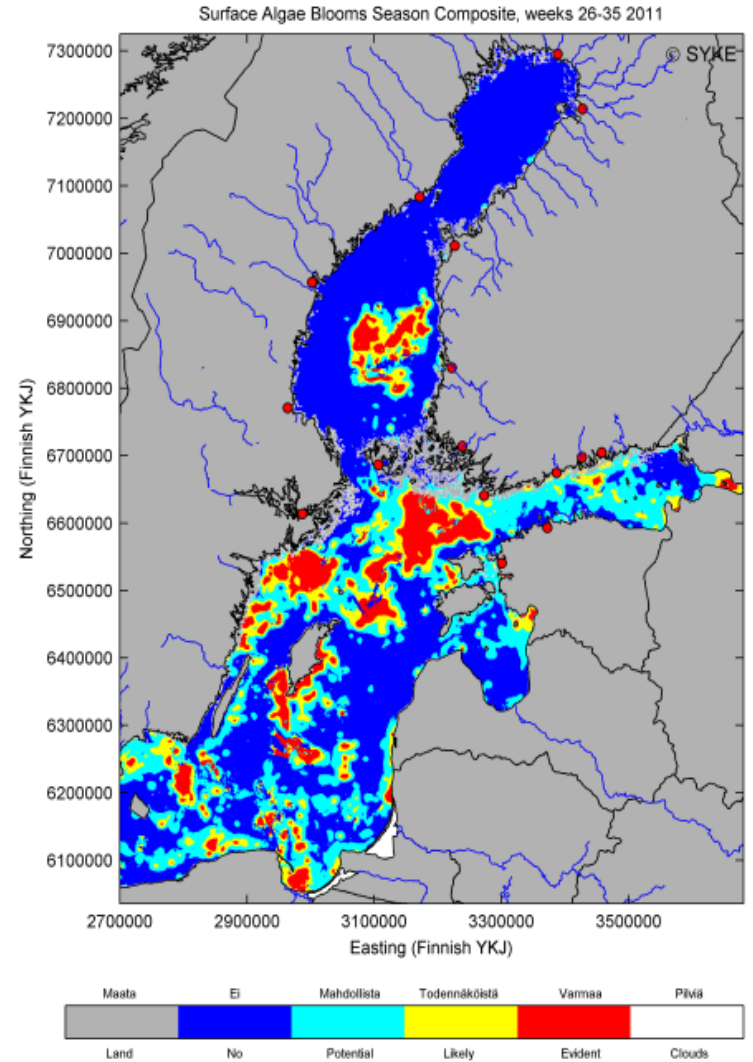 Surface Algae Blooms Season Composite, weeks 26-35 2011
© SYKE
7300000
7200000
7100000
7000000
6900000
6800000
6700000
6600000
6500000
6400000
6300000
6200000
6100000
Northing (Finnish YKJ)
2700000 2900000 3100000 3300000 3500000
Easting (Finnish YKJ)
Maata Ei Mahdollista Todennäköistä Varmaa Pilviä
Land No Potential Likely Evident Clouds